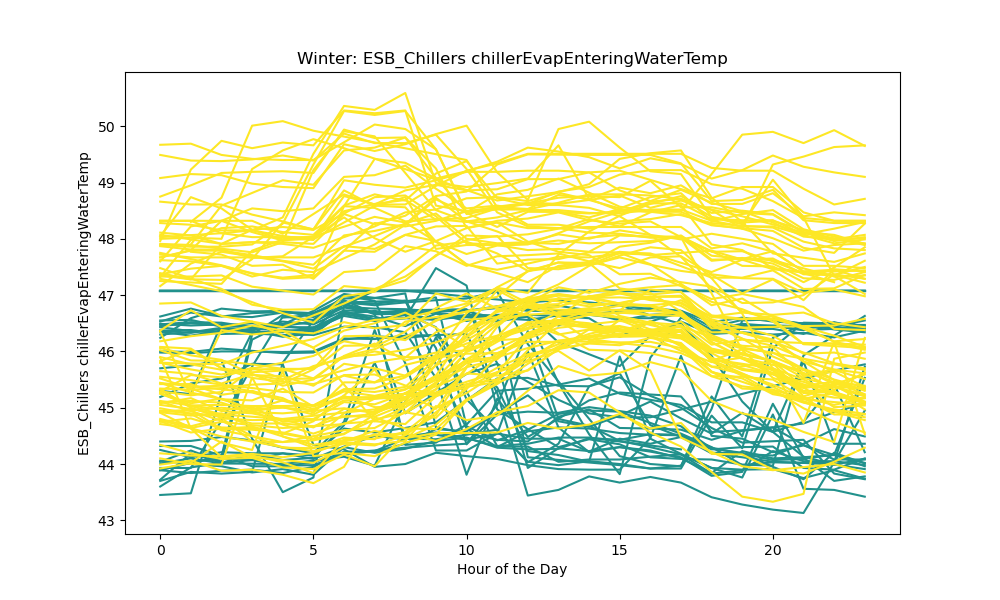 Winter: ESB_Chillers chillerEvapEnteringWaterTemp
50
49
48
47
46
45
44
43
ESB_Chillers chillerEvapEnteringWaterTemp
0 5 10 15 20
Hour of the Day